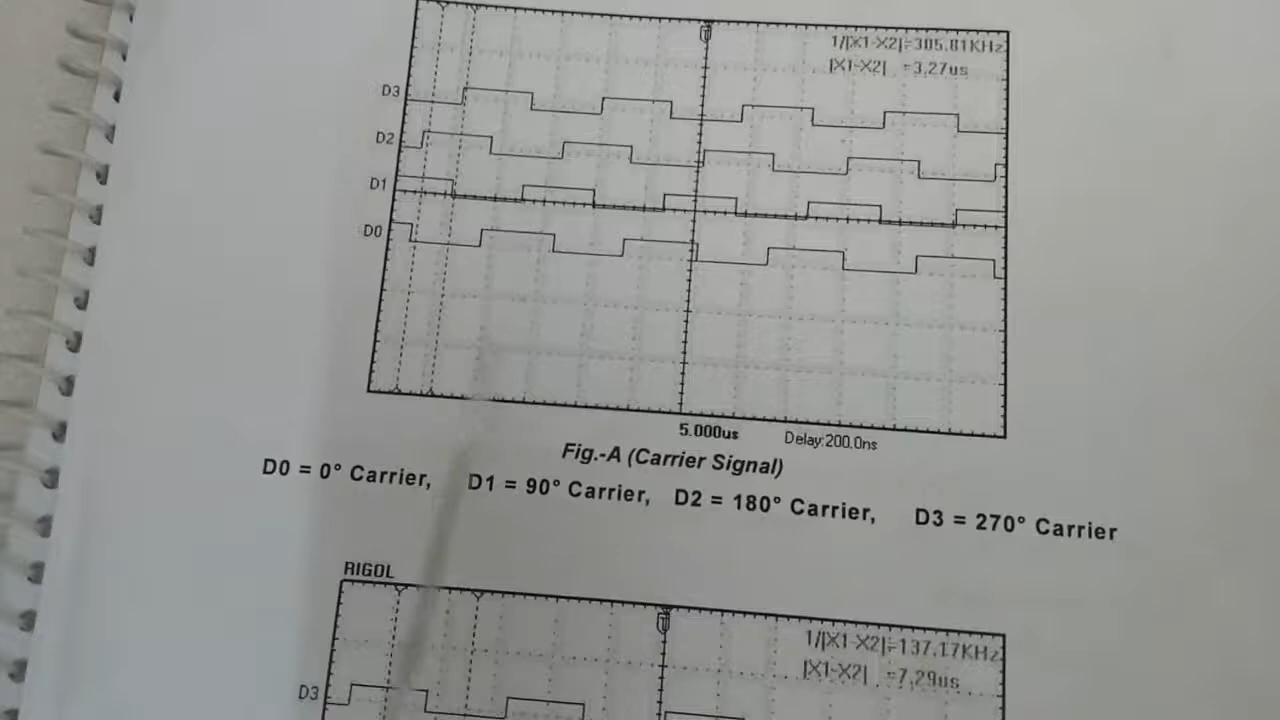 1/|X1-X2|=305.81KHz
|X1-X2| =3.27us
D3
D2
D1
D0
5.000us Delay:200.0ns
Fig.-A (Carrier Signal)
D0 = 0° Carrier, D1 = 90° Carrier, D2 = 180° Carrier, D3 = 270° Carrier
RIGOL
1/|X1-X2|=137.17KHz
|X1-X2| =7.29us
D3